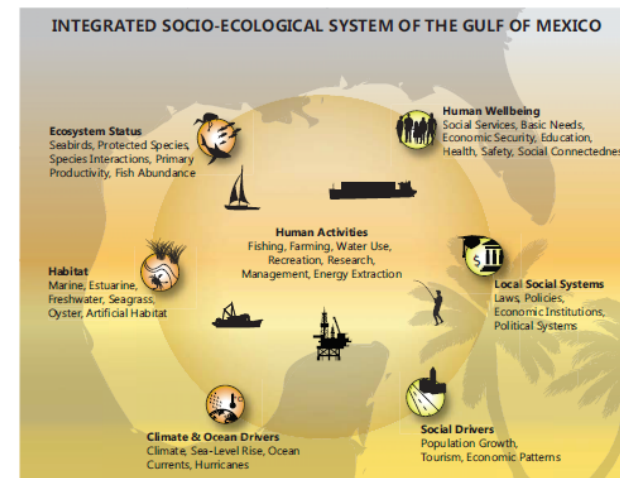 INTEGRATED SOCIO-ECOLOGICAL SYSTEM OF THE GULF OF MEXICO
Ecosystem Status
Seabirds, Protected Species,
Species Interactions, Primary
Productivity, Fish Abundance
Human Wellbeing
Social Services, Basic Needs,
Economic Security, Education,
Health, Safety, Social Connectednes
Human Activities
Fishing, Farming, Water Use,
Recreation, Research,
Management, Energy Extraction
Habitat
Marine, Estuarine,
Freshwater, Seagrass,
Oyster, Artificial Habitat
$
Local Social Systems
Laws, Policies,
Economic Institutions,
Political Systems
Climate & Ocean Drivers
Climate, Sea-Level Rise, Ocean
Currents, Hurricanes
Social Drivers
Population Growth,
Tourism, Economic Patterns